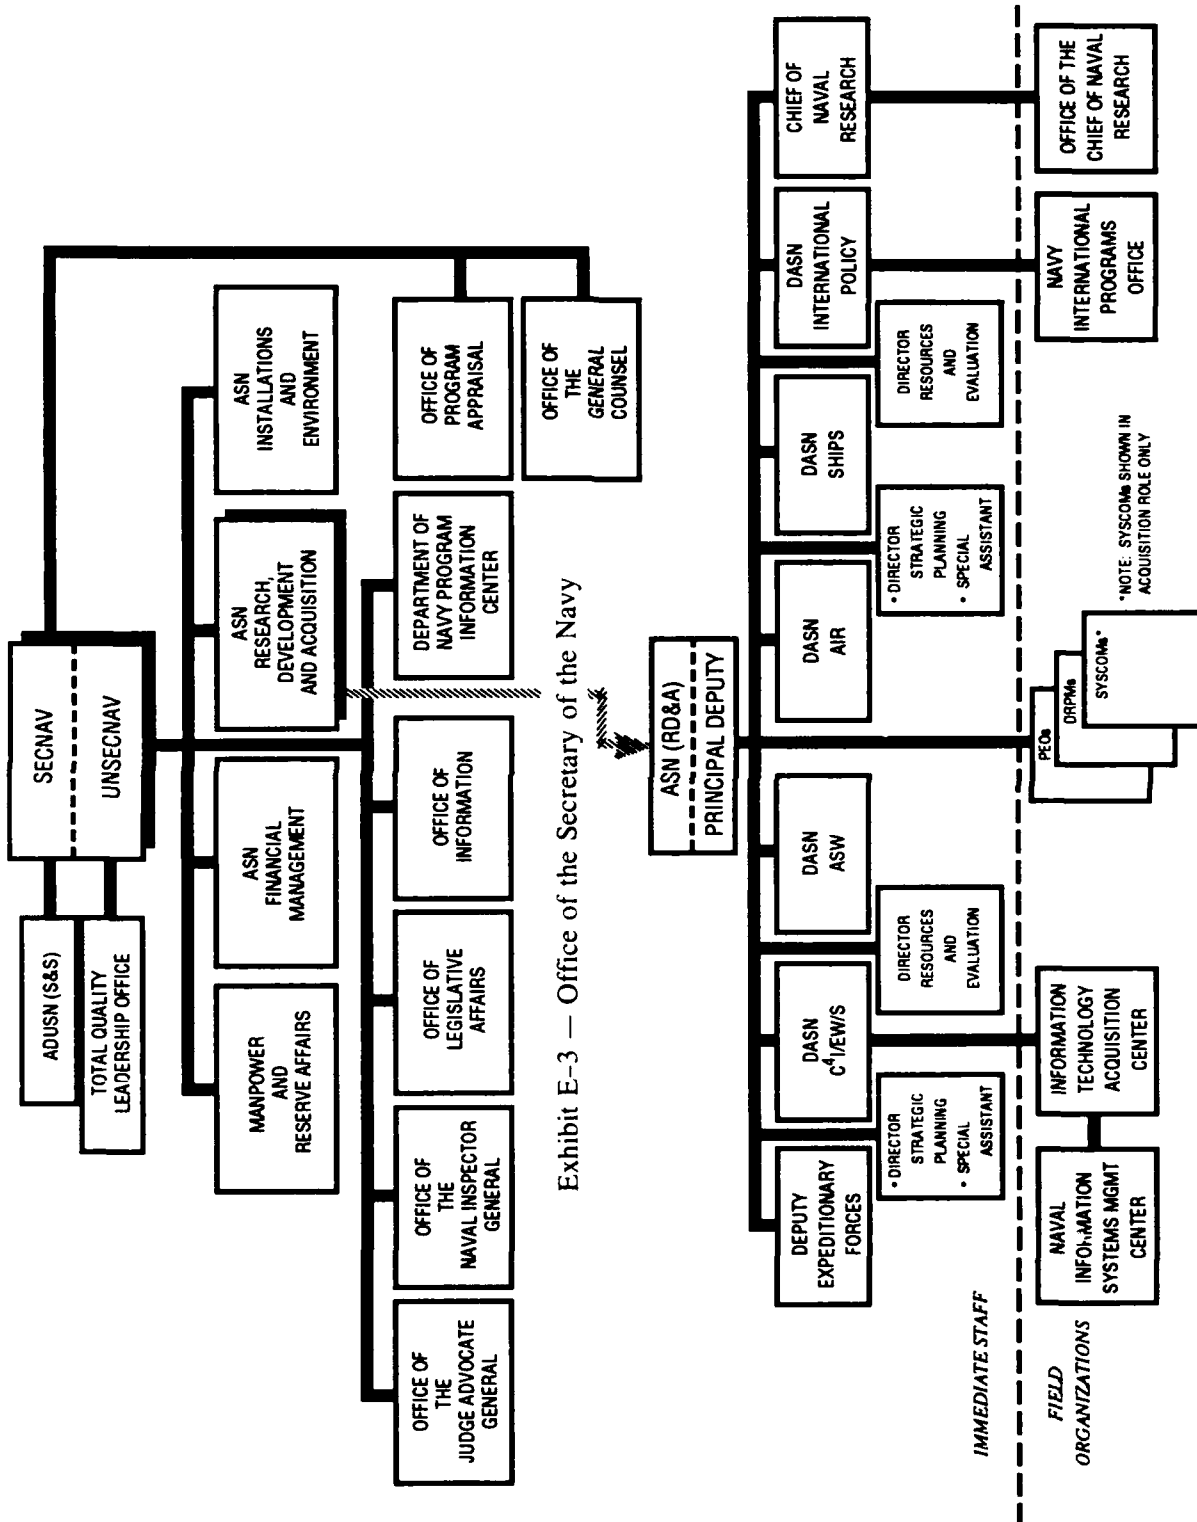 SECNAV
UNSECNAV
ADUSN (S&S)
TOTAL QUALITY
LEADERSHIP OFFICE
MANPOWER
AND
RESERVE AFFAIRS
ASN
FINANCIAL
MANAGEMENT
ASN
RESEARCH,
DEVELOPMENT
AND ACQUISITION
ASN
INSTALLATIONS
AND
ENVIRONMENT
OFFICE OF
THE
JUDGE ADVOCATE
GENERAL
OFFICE OF
THE
NAVAL INSPECTOR
GENERAL
OFFICE OF
LEGISLATIVE
AFFAIRS
OFFICE OF
INFORMATION
DEPARTMENT OF
NAVY PROGRAM
INFORMATION
CENTER
OFFICE OF
PROGRAM
APPRAISAL
OFFICE OF
THE
GENERAL
COUNSEL
Exhibit E-3 — Office of the Secretary of the Navy
ASN (RD&A)
PRINCIPAL DEPUTY
DEPUTY
EXPEDITIONARY
FORCES
DASN
C⁴I/EW/S
DASN
ASW
DASN
AIR
DASN
SHIPS
DASN
INTERNATIONAL
POLICY
CHIEF OF
NAVAL
RESEARCH
• DIRECTOR
STRATEGIC
PLANNING
• SPECIAL
ASSISTANT
DIRECTOR
RESOURCES
AND
EVALUATION
• DIRECTOR
STRATEGIC
PLANNING
• SPECIAL
ASSISTANT
DIRECTOR
RESOURCES
AND
EVALUATION
IMMEDIATE STAFF
FIELD
ORGANIZATIONS
NAVAL
INFORMATION
SYSTEMS MGMT
CENTER
INFORMATION
TECHNOLOGY
ACQUISITION
CENTER
PEOs
DRPMs
SYSCOMs*
NAVY
INTERNATIONAL
PROGRAMS
OFFICE
OFFICE OF THE
CHIEF OF NAVAL
RESEARCH
*NOTE: SYSCOMs SHOWN IN
ACQUISITION ROLE ONLY